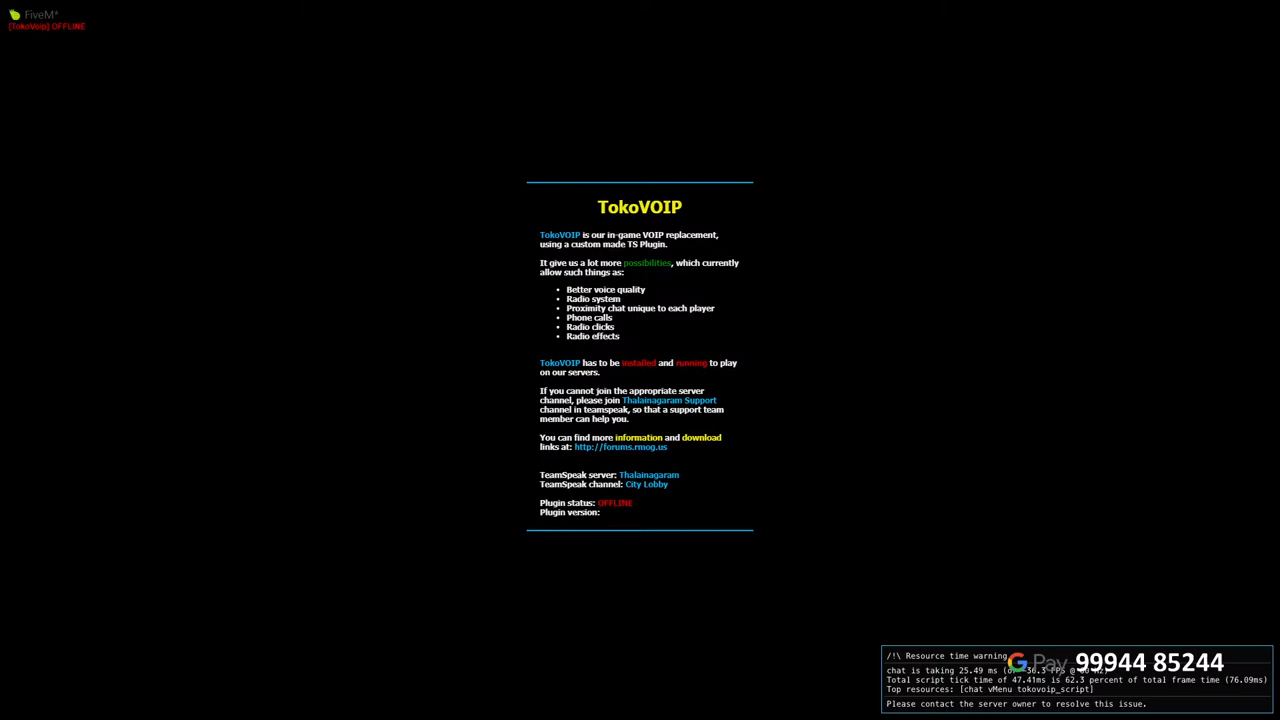 FiveM*
[TokoVoip] OFFLINE
TokoVOIP
TokoVOIP is our in-game VOIP replacement,
using a custom made TS Plugin.
It give us a lot more possibilities, which currently
allow such things as:
• Better voice quality
• Radio system
• Proximity chat unique to each player
• Phone calls
• Radio clicks
• Radio effects
TokoVOIP has to be installed and running to play
on our servers.
If you cannot join the appropriate server
channel, please join Thalainagaram Support
channel in teamspeak, so that a support team
member can help you.
You can find more information and download
links at: http://forums.rmog.us
TeamSpeak server: Thalainagaram
TeamSpeak channel: City Lobby
Plugin status: OFFLINE
Plugin version:
/!\ Resource time warning
G Pay 99944 85244
chat is taking 25.49 ms (or -36.3 FPS @ 60 Hz)
Total script tick time of 47.41ms is 62.3 percent of total frame time (76.09ms)
Top resources: [chat vMenu tokovoip_script]
Please contact the server owner to resolve this issue.